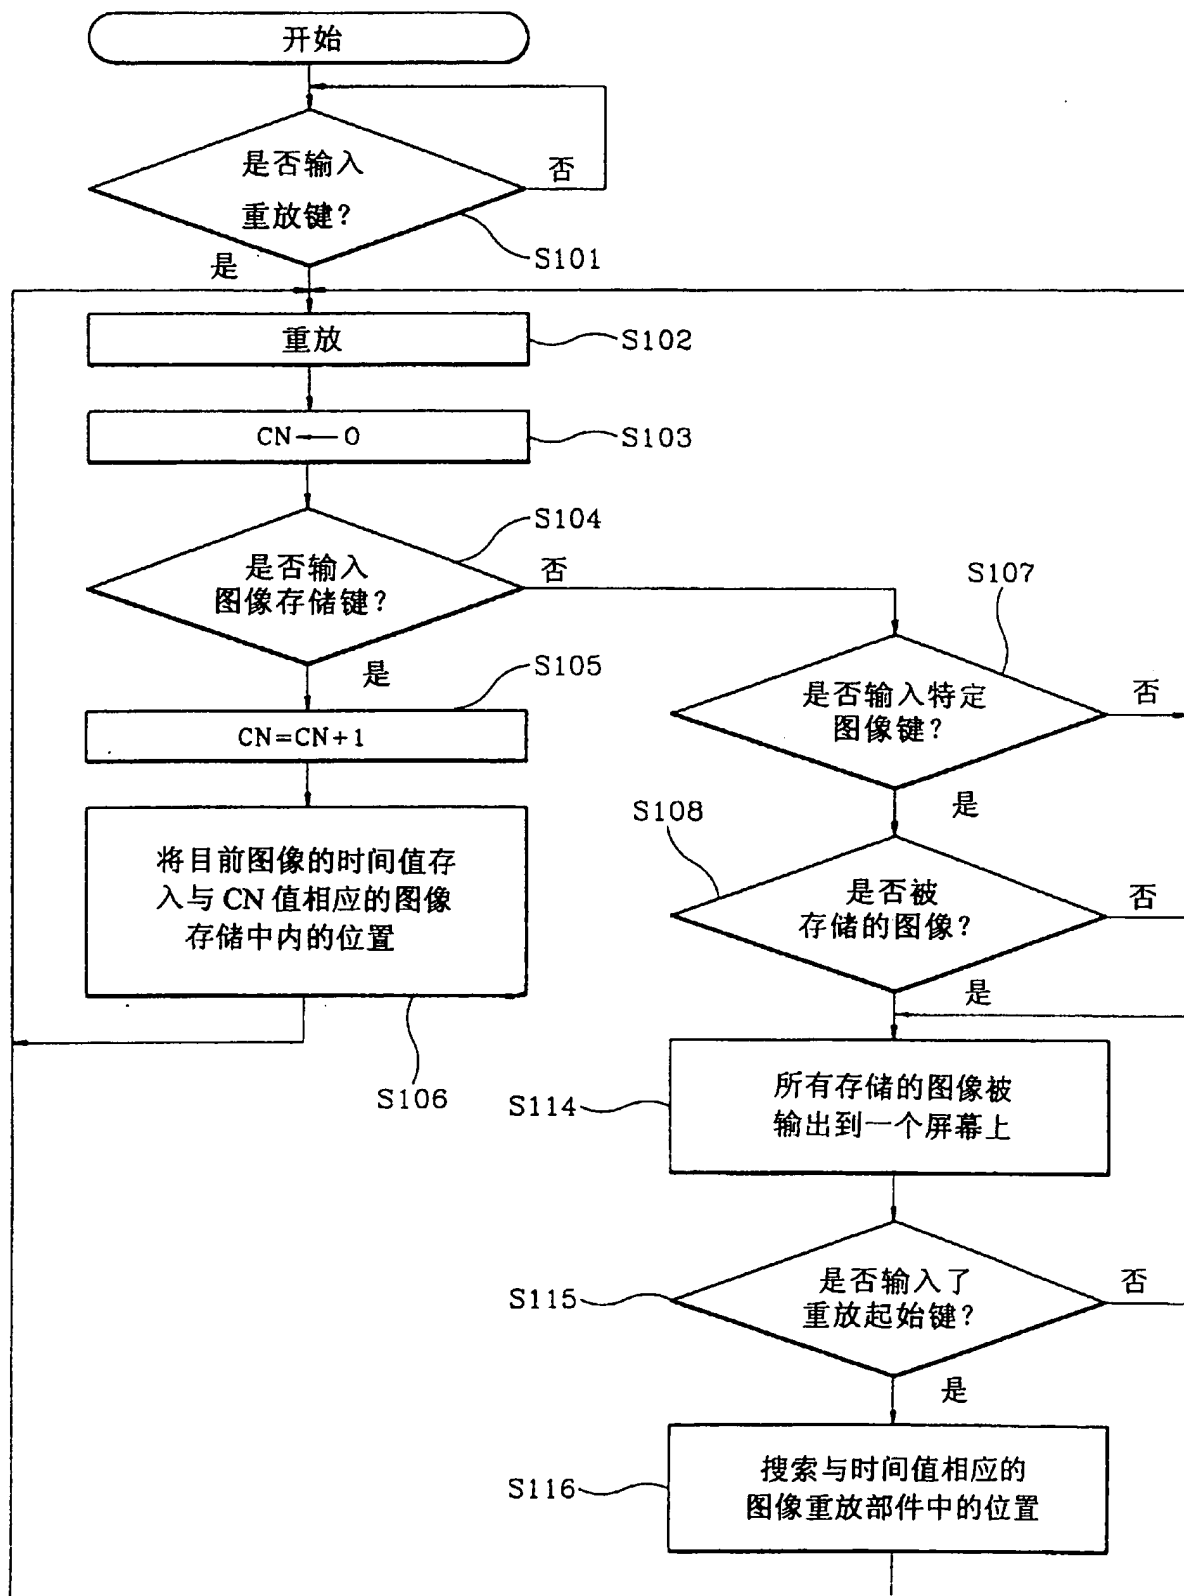 开始
是否输入
重放键?
否
S101
是
重放
S102
CN←0
S103
S104
是否输入
图像存储键?
否
是
S105
CN=CN+1
将目前图像的时间值存
入与CN值相应的图像
存储中内的位置
S106
S107
是否输入特定
图像键?
否
是
S108
是否被
存储的图像?
否
是
所有存储的图像被
输出到一个屏幕上
S114
是否输入了
重放起始键?
否
S115
是
搜索与时间值相应的
图像重放部件中的位置
S116